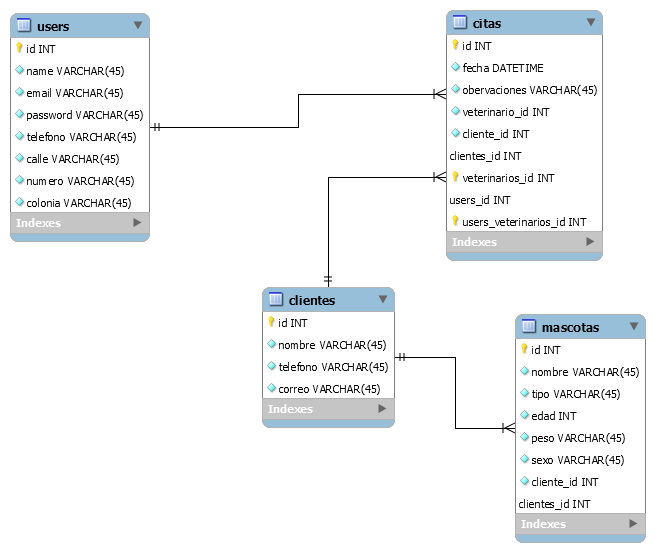 users
id INT
name VARCHAR(45)
email VARCHAR(45)
password VARCHAR(45)
telefono VARCHAR(45)
calle VARCHAR(45)
numero VARCHAR(45)
colonia VARCHAR(45)
Indexes
citas
id INT
fecha DATETIME
obervaciones VARCHAR(45)
veterinario_id INT
cliente_id INT
clientes_id INT
veterinarios_id INT
users_id INT
users_veterinarios_id INT
Indexes
clientes
id INT
nombre VARCHAR(45)
telefono VARCHAR(45)
correo VARCHAR(45)
Indexes
mascotas
id INT
nombre VARCHAR(45)
tipo VARCHAR(45)
edad INT
peso VARCHAR(45)
sexo VARCHAR(45)
cliente_id INT
clientes_id INT
Indexes